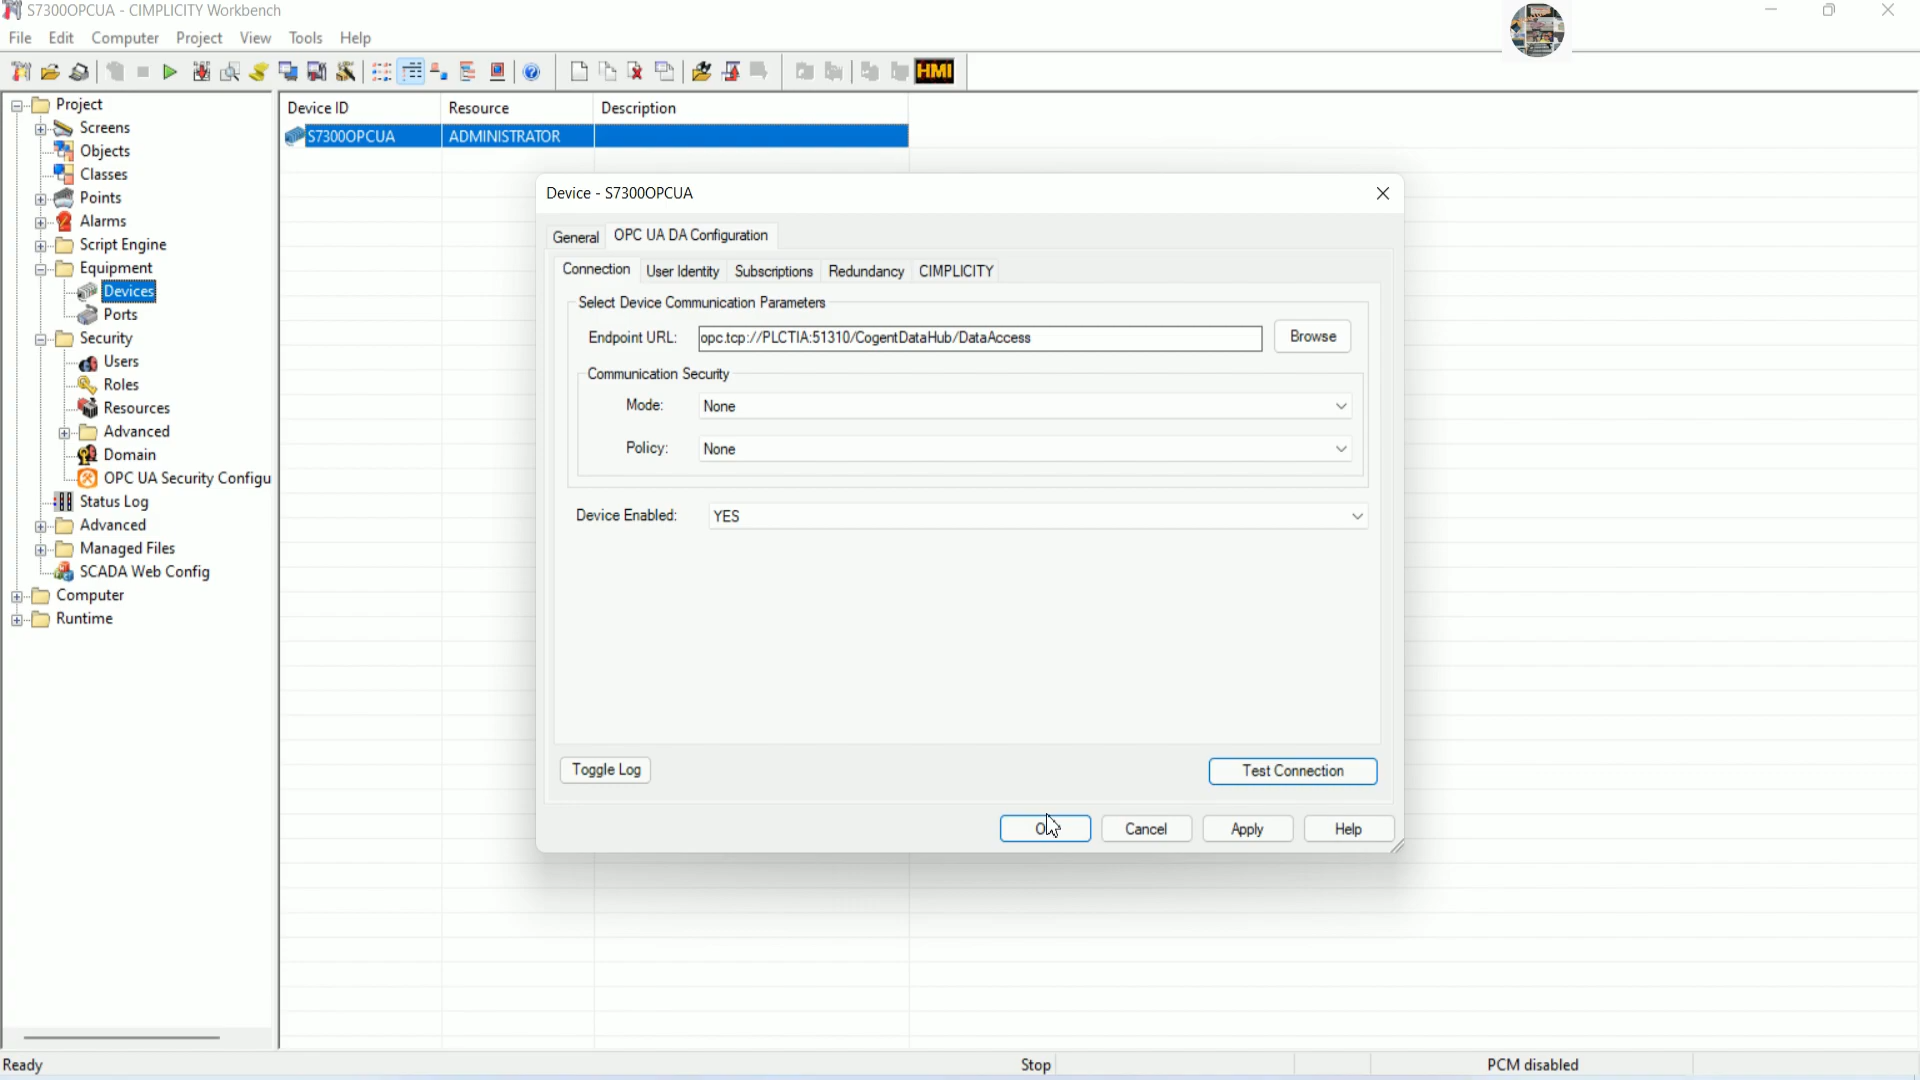 S7300OPCUA - CIMPLICITY Workbench
File Edit Computer Project View Tools Help
HMI
Project
Screens
Objects
Classes
Points
Alarms
Script Engine
Equipment
Devices
Ports
Security
Users
Roles
Resources
Advanced
Domain
OPC UA Security Configu
Status Log
Advanced
Managed Files
SCADA Web Config
Computer
Runtime
Device ID Resource Description
S7300OPCUA ADMINISTRATOR
Device - S7300OPCUA
General OPC UA DA Configuration
Connection User Identity Subscriptions Redundancy CIMPLICITY
Select Device Communication Parameters
Endpoint URL: opc.tcp://PLCTIA:51310/CogentDataHub/DataAccess Browse
Communication Security
Mode: None
Policy: None
Device Enabled: YES
Toggle Log Test Connection
Cancel Apply Help
Ready Stop PCM disabled